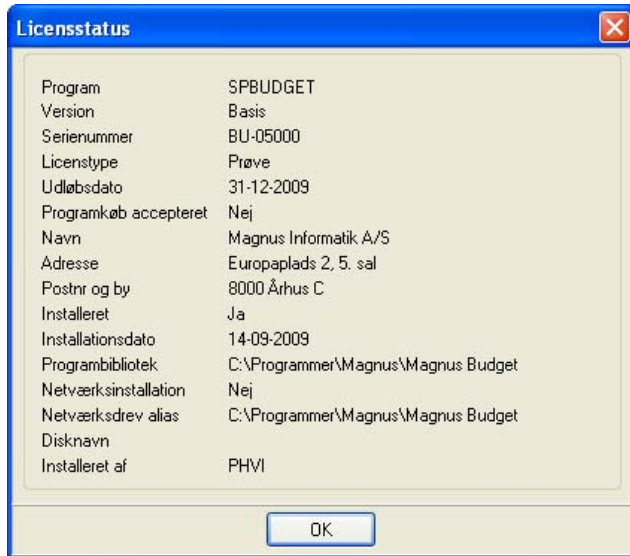 Licensstatus
Program SPBUDGET
Version Basis
Serienummer BU-05000
Licenstype Prøve
Udløbsdato 31-12-2009
Programkøb accepteret Nej
Navn Magnus Informatik A/S
Adresse Europaplads 2, 5. sal
Postnr og by 8000 Århus C
Installeret Ja
Installationsdato 14-09-2009
Programbibliotek C:\Programmer\Magnus\Magnus Budget
Netværksinstallation Nej
Netværksdrev alias C:\Programmer\Magnus\Magnus Budget
Disknavn
Installeret af PHVI
OK